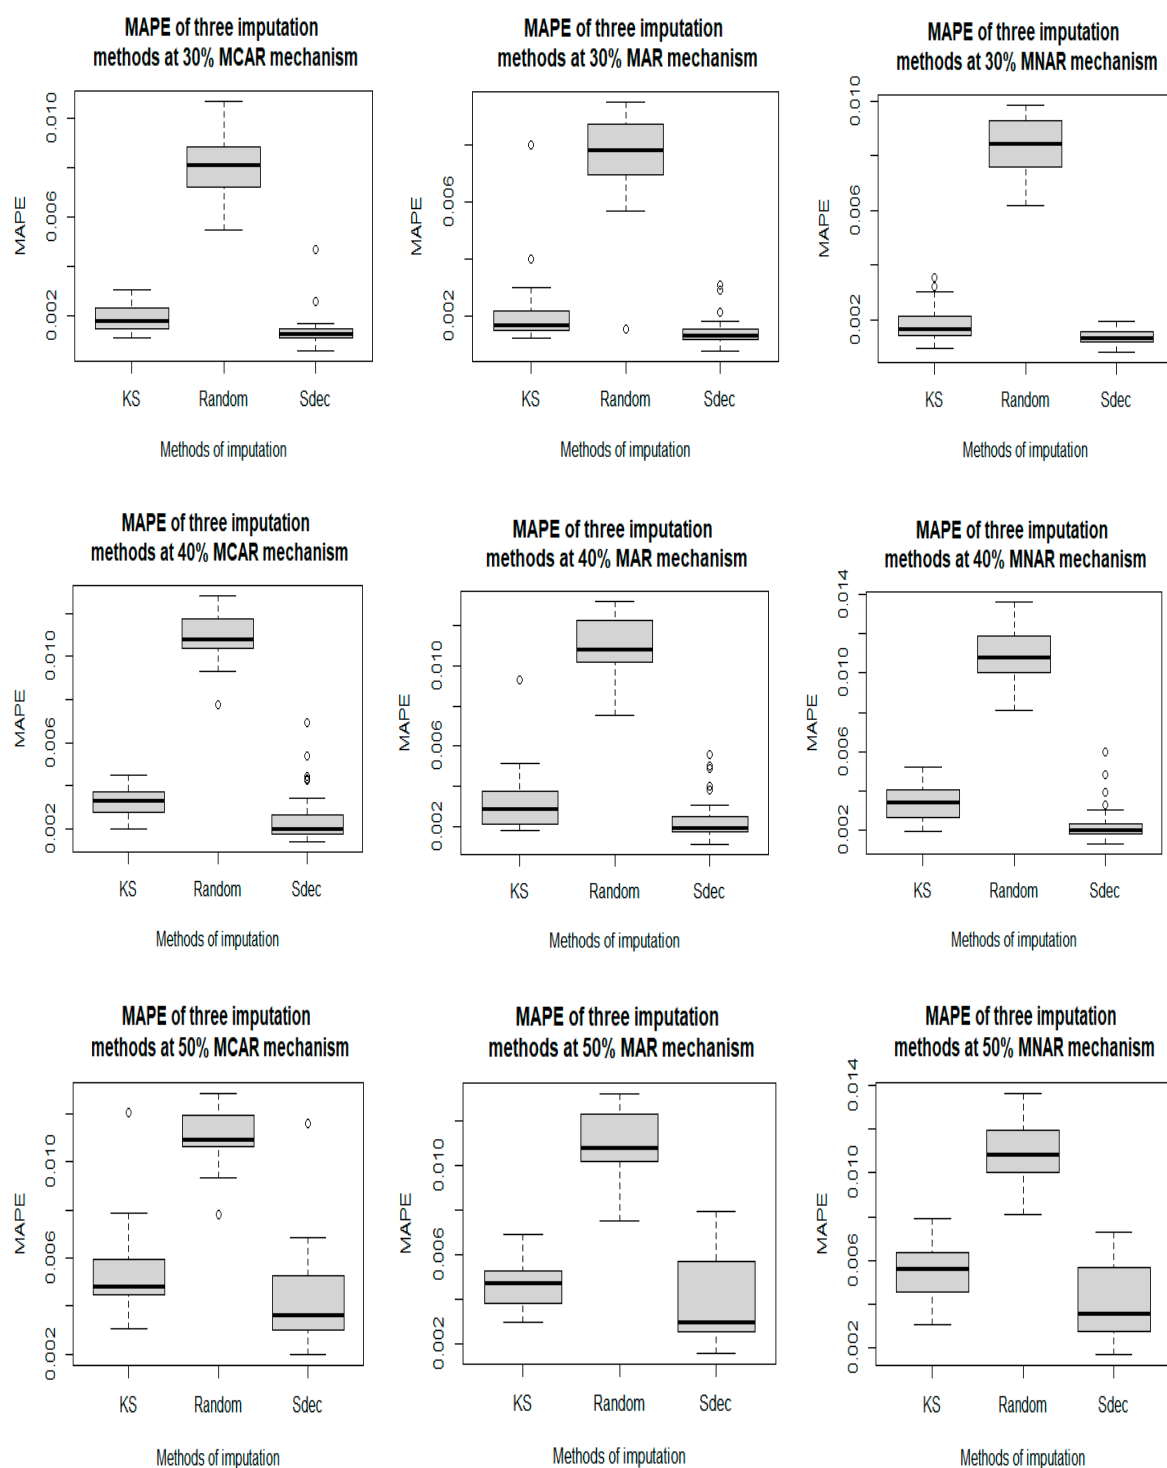 MAPE of three imputation
methods at 30% MCAR mechanism
MAPE
0.010
0.006
0.002
KS Random Sdec
Methods of imputation
MAPE of three imputation
methods at 30% MAR mechanism
MAPE
0.006
0.002
KS Random Sdec
Methods of imputation
MAPE of three imputation
methods at 30% MNAR mechanism
MAPE
0.010
0.006
0.002
KS Random Sdec
Methods of imputation
MAPE of three imputation
methods at 40% MCAR mechanism
MAPE
0.010
0.006
0.002
KS Random Sdec
Methods of imputation
MAPE of three imputation
methods at 40% MAR mechanism
MAPE
0.010
0.006
0.002
KS Random Sdec
Methods of imputation
MAPE of three imputation
methods at 40% MNAR mechanism
MAPE
0.014
0.010
0.006
0.002
KS Random Sdec
Methods of imputation
MAPE of three imputation
methods at 50% MCAR mechanism
MAPE
0.010
0.006
0.002
KS Random Sdec
Methods of imputation
MAPE of three imputation
methods at 50% MAR mechanism
MAPE
0.010
0.006
0.002
KS Random Sdec
Methods of imputation
MAPE of three imputation
methods at 50% MNAR mechanism
MAPE
0.014
0.010
0.006
0.002
KS Random Sdec
Methods of imputation